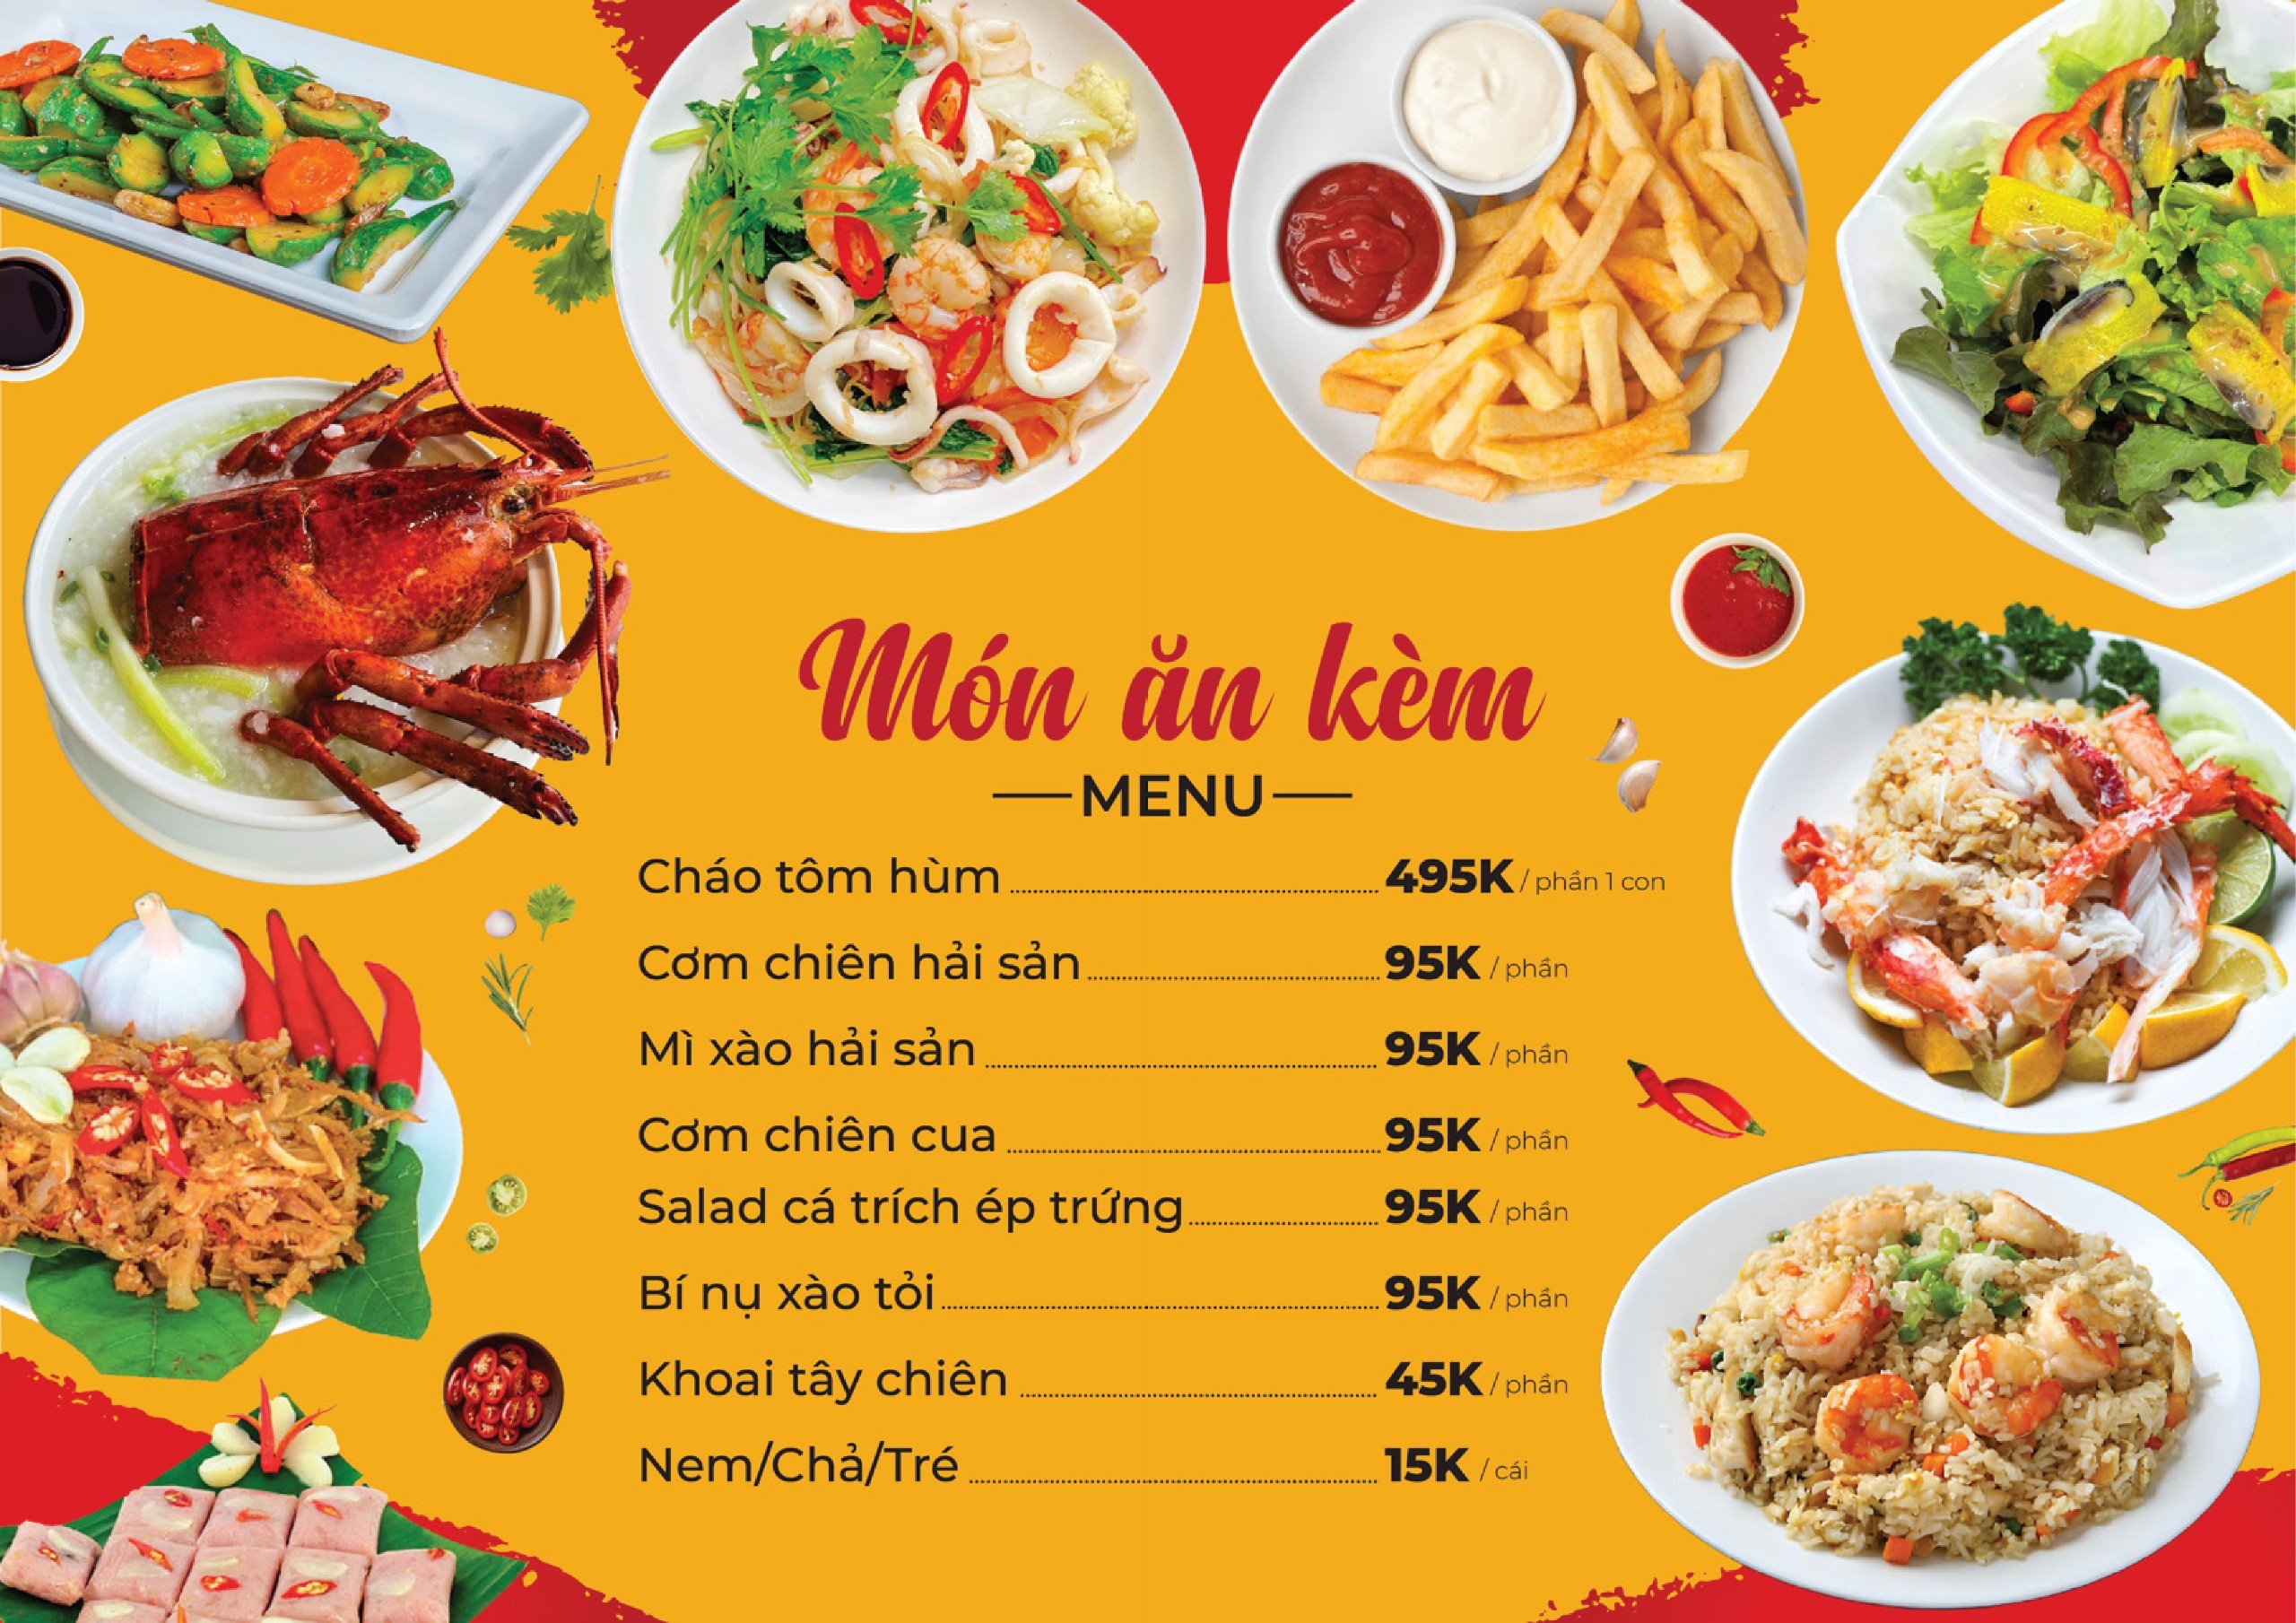 Món ăn kèm
MENU
Cháo tôm hùm 495K / phần 1 con
Cơm chiên hải sản 95K / phần
Mì xào hải sản 95K / phần
Cơm chiên cua 95K / phần
Salad cá trích ép trứng 95K / phần
Bí nụ xào tỏi 95K / phần
Khoai tây chiên 45K / phần
Nem/Chả/Tré 15K / cái